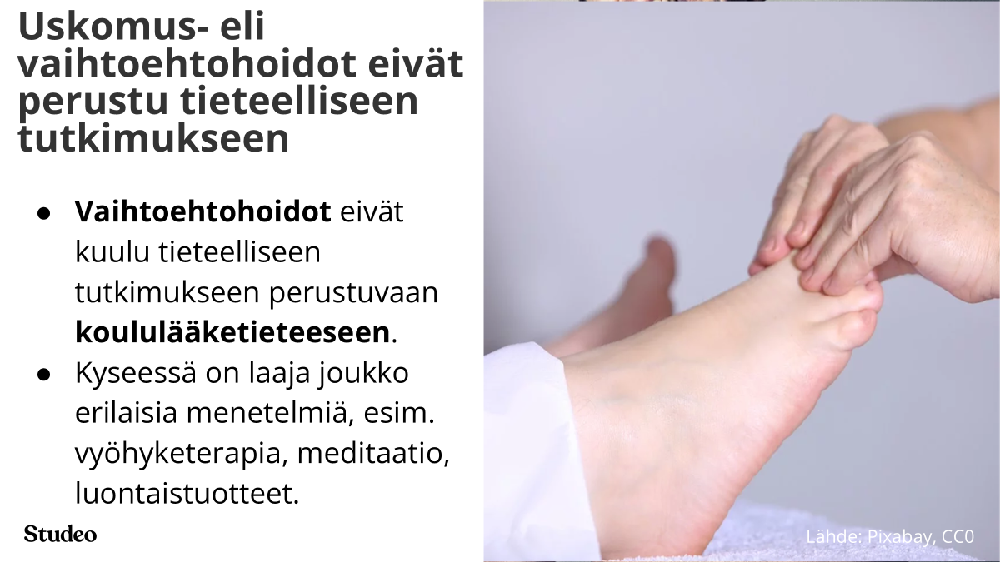 Uskomus- eli
vaihtoehtohoidot eivät
perustu tieteelliseen
tutkimukseen
● Vaihtoehtohoidot eivät
kuulu tieteelliseen
tutkimukseen perustuvaan
koululääketieteeseen.
● Kyseessä on laaja joukko
erilaisia menetelmiä, esim.
vyöhyketerapia, meditaatio,
luontaistuotteet.
Studeo
Lähde: Pixabay, CC0